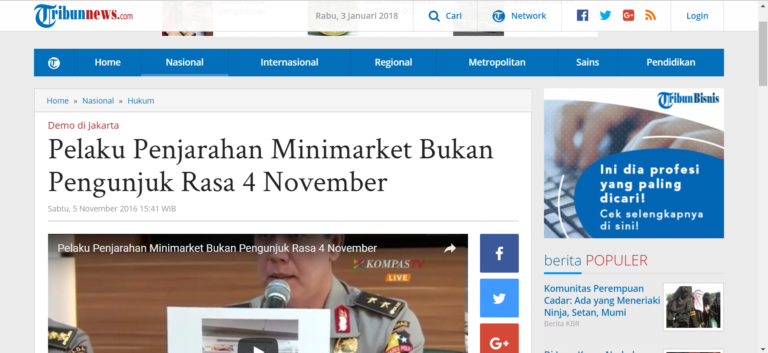 Tribunnews.com
Rabu, 3 Januari 2018
Cari
Network
Login
Home
Nasional
Internasional
Regional
Metropolitan
Sains
Pendidikan
Home » Nasional » Hukum
Demo di Jakarta
Pelaku Penjarahan Minimarket Bukan
Pengunjuk Rasa 4 November
Sabtu, 5 November 2016 15:41 WIB
Pelaku Penjarahan Minimarket Bukan Pengunjuk Rasa 4 November
KOMPASTV
LIVE
TribunBisnis
Ini dia profesi
yang paling
dicari!
Cek selengkapnya
di sini!
berita POPULER
Komunitas Perempuan
Cadar: Ada yang Meneriaki
Ninja, Setan, Mumi
Berita KBR